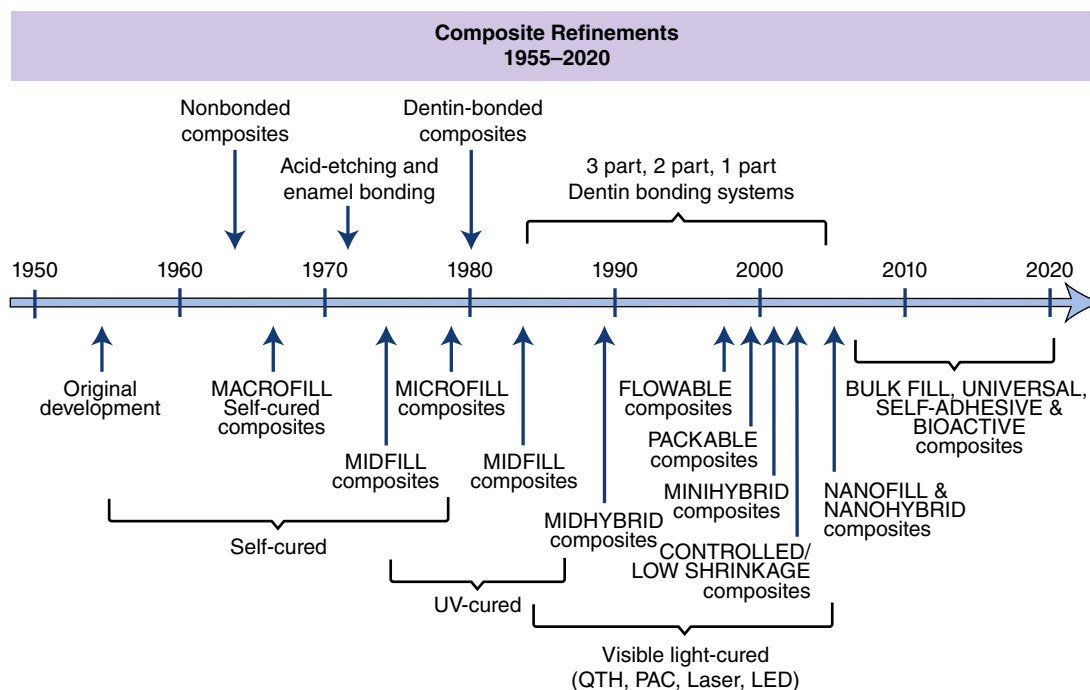 Composite Refinements
1955–2020
Nonbonded
composites
Acid-etching and
enamel bonding
Dentin-bonded
composites
3 part, 2 part, 1 part
Dentin bonding systems
1950
1960
1970
1980
1990
2000
2010
2020
Original
development
MACROFILL
Self-cured
composites
MIDFILL
composites
MICROFILL
composites
MIDFILL
composites
MIDHYBRID
composites
FLOWABLE
composites
PACKABLE
composites
MINIHYBRID
composites
CONTROLLED/
LOW SHRINKAGE
composites
NANOFILL &
NANOHYBRID
composites
BULK FILL, UNIVERSAL,
SELF-ADHESIVE &
BIOACTIVE
composites
Self-cured
UV-cured
Visible light-cured
(QTH, PAC, Laser, LED)